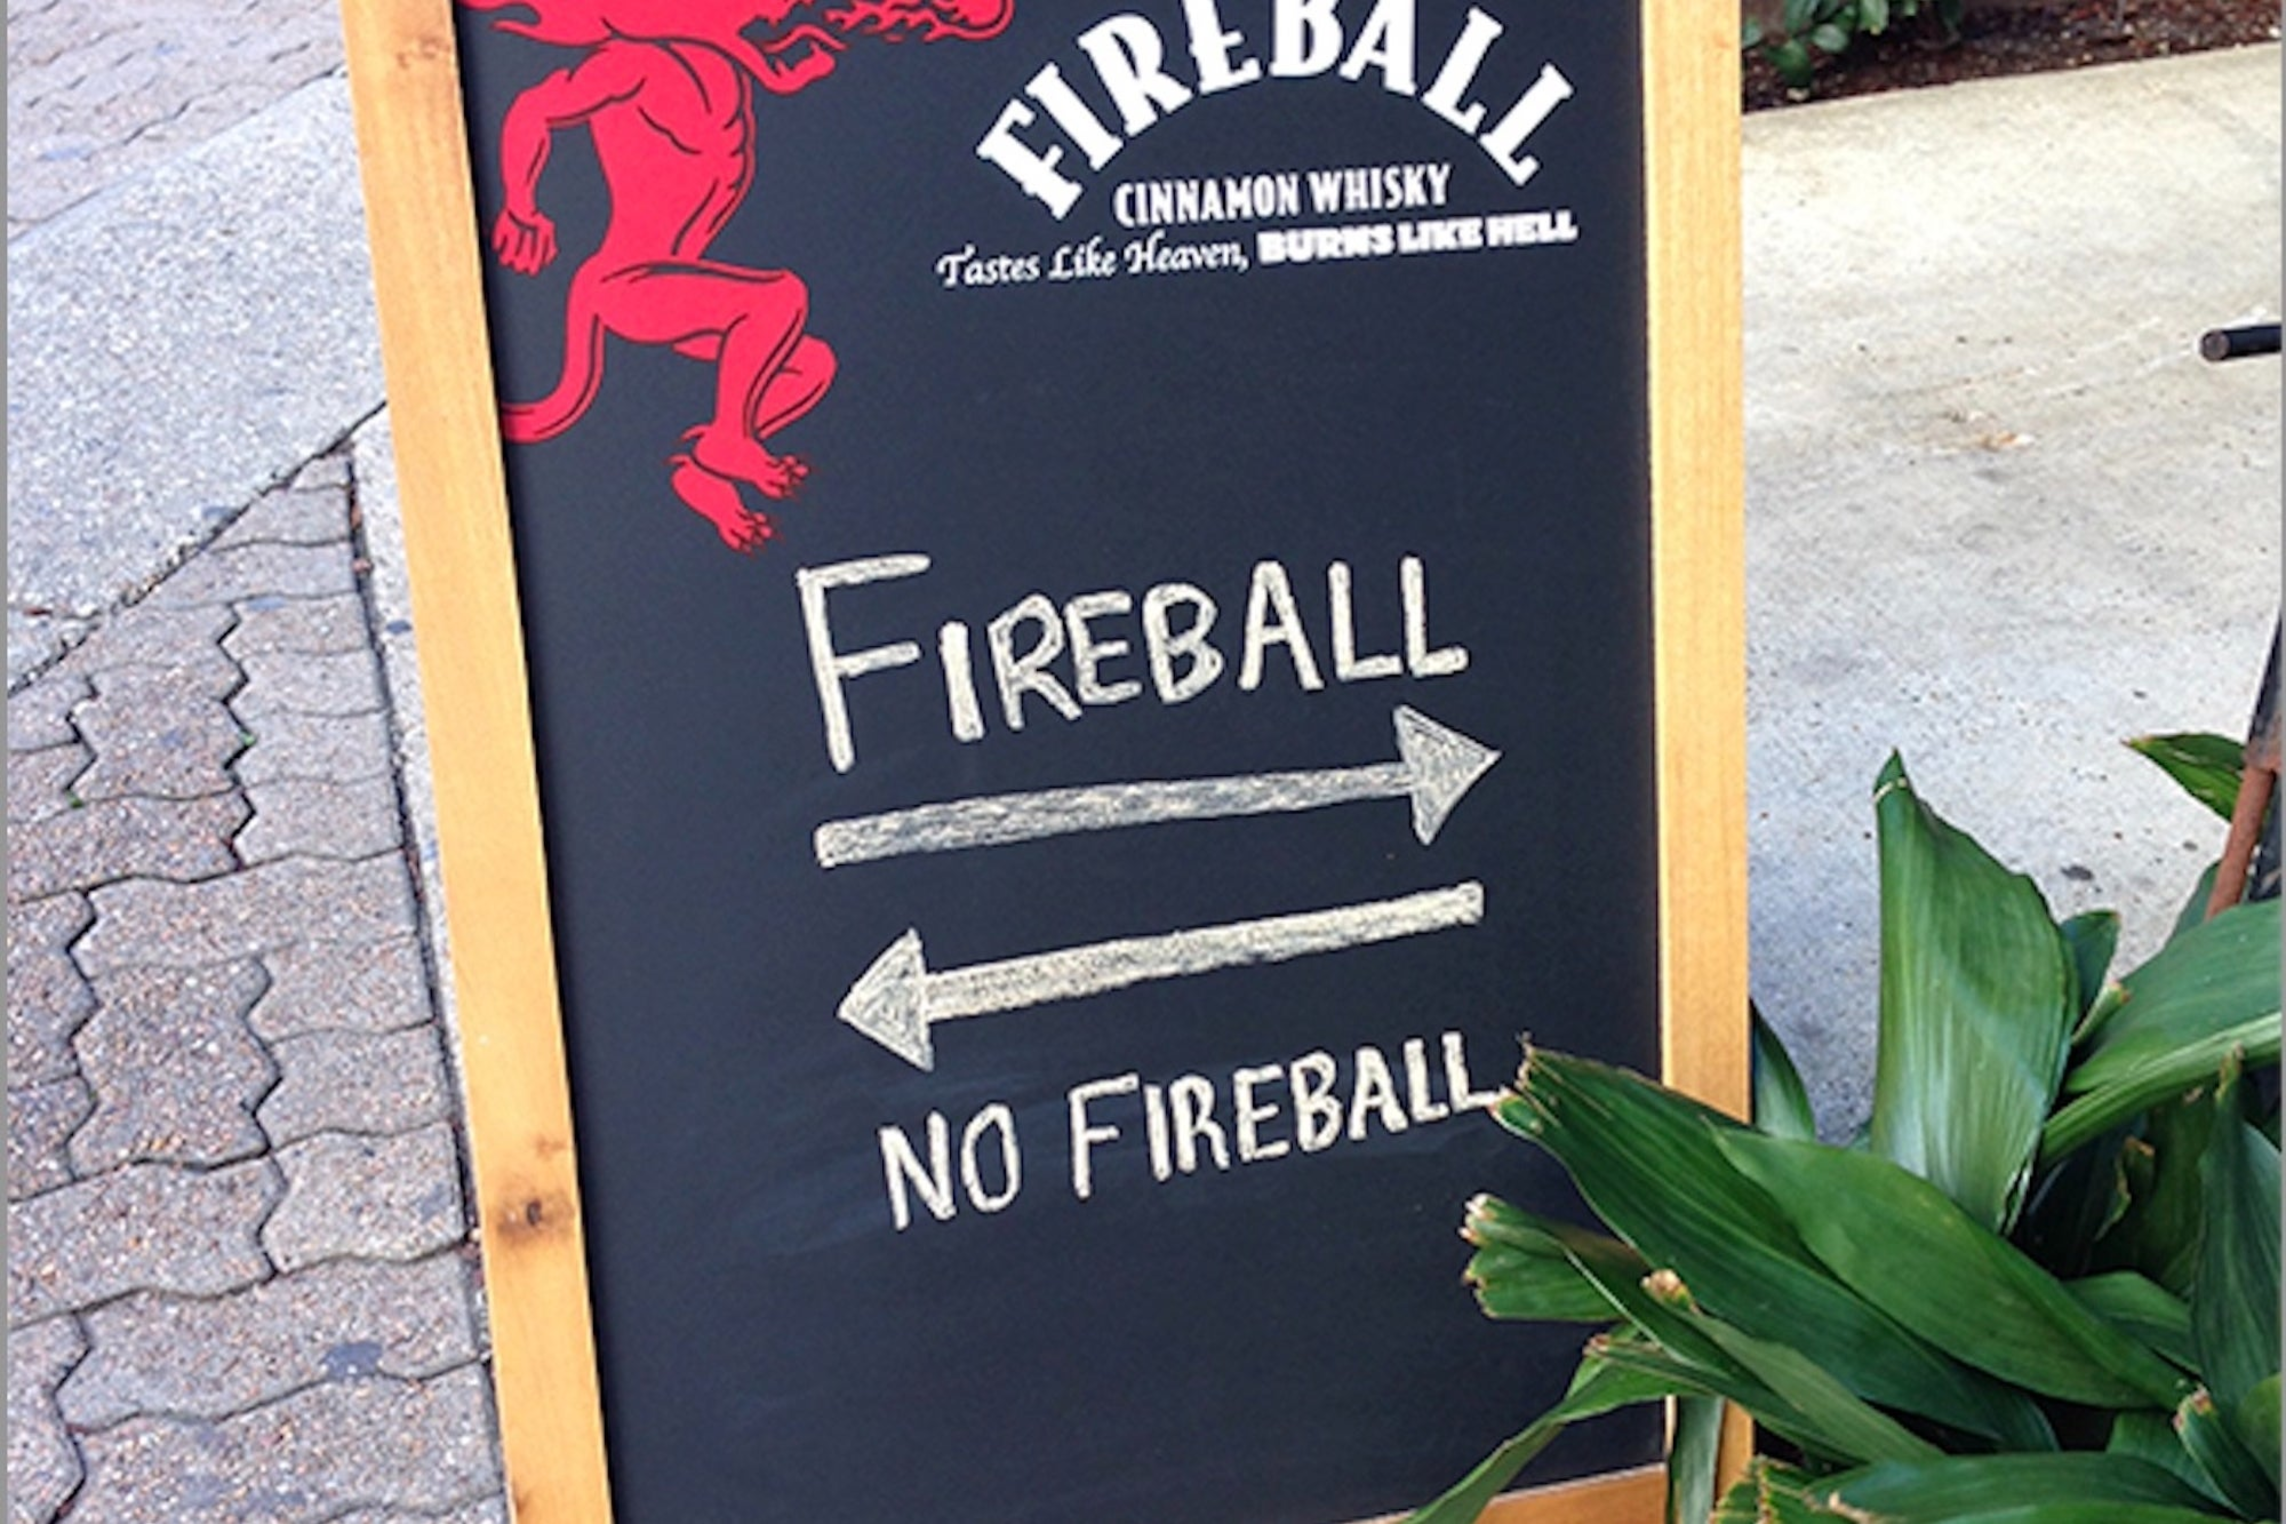 FIREBALL
CINNAMON WHISKY
Tastes Like Heaven, BURNS LIKE HELL
FIREBALL
NO FIREBALL